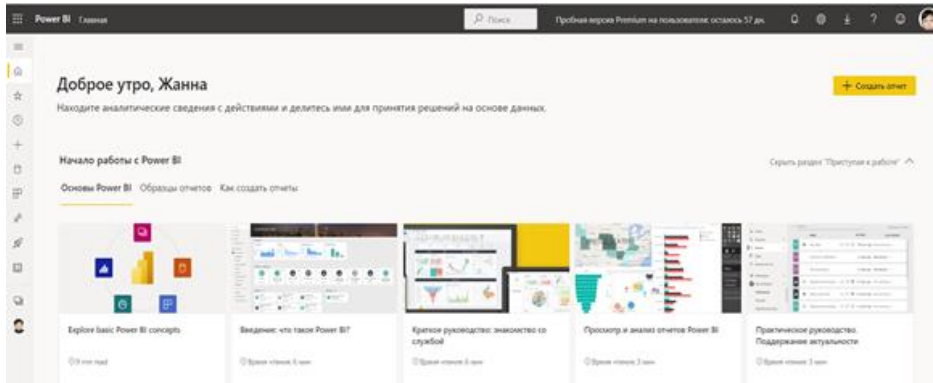 Power BI Главная
Поиск
Пробная версия Premium на пользователя: осталось 57 дн.
Доброе утро, Жанна
Находите аналитические сведения с действиями и делитесь ими для принятия решений на основе данных.
+ Создать отчет
Начало работы с Power BI
Скрыть раздел "Приступая к работе"
Основы Power BI Образцы отчетов Как создать отчеты
Explore basic Power BI concepts
9 min read
Введение: что такое Power BI?
Время чтения: 6 мин
Краткое руководство: знакомство со
службой
Время чтения: 6 мин
Просмотр и анализ отчетов Power BI
Время чтения: 3 мин
Практическое руководство.
Поддержание актуальности
Время чтения: 3 мин